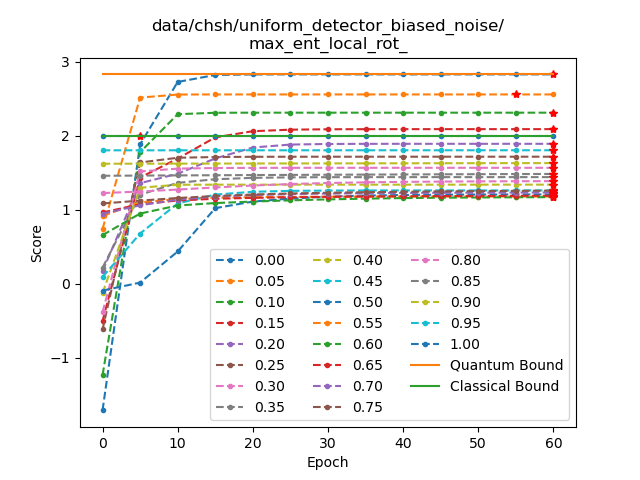 data/chsh/uniform_detector_biased_noise/
max_ent_local_rot_
3
2
1
0
−1
Score
0.00 0.40 0.80
0.05 0.45 0.85
0.10 0.50 0.90
0.15 0.55 0.95
0.20 0.60 1.00
0.25 0.65 Quantum Bound
0.30 0.70 Classical Bound
0.35 0.75
0 10 20 30 40 50 60
Epoch